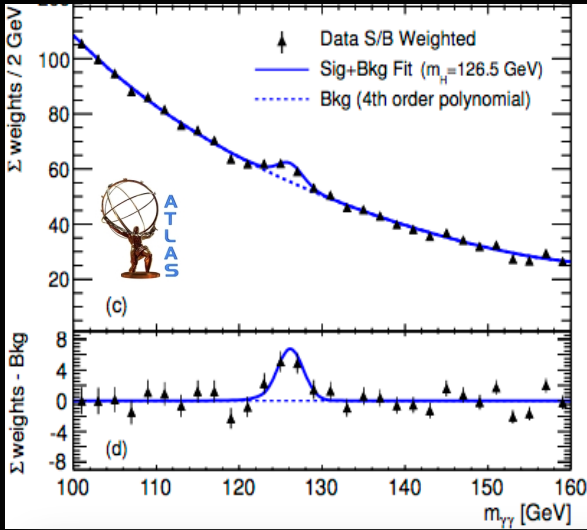 Σ weights / 2 GeV
100
80
60
40
20
Data S/B Weighted
Sig+Bkg Fit (mH=126.5 GeV)
Bkg (4th order polynomial)
ATLAS
(c)
Σ weights - Bkg
8
4
0
-4
-8
(d)
100 110 120 130 140 150 160
mγγ [GeV]